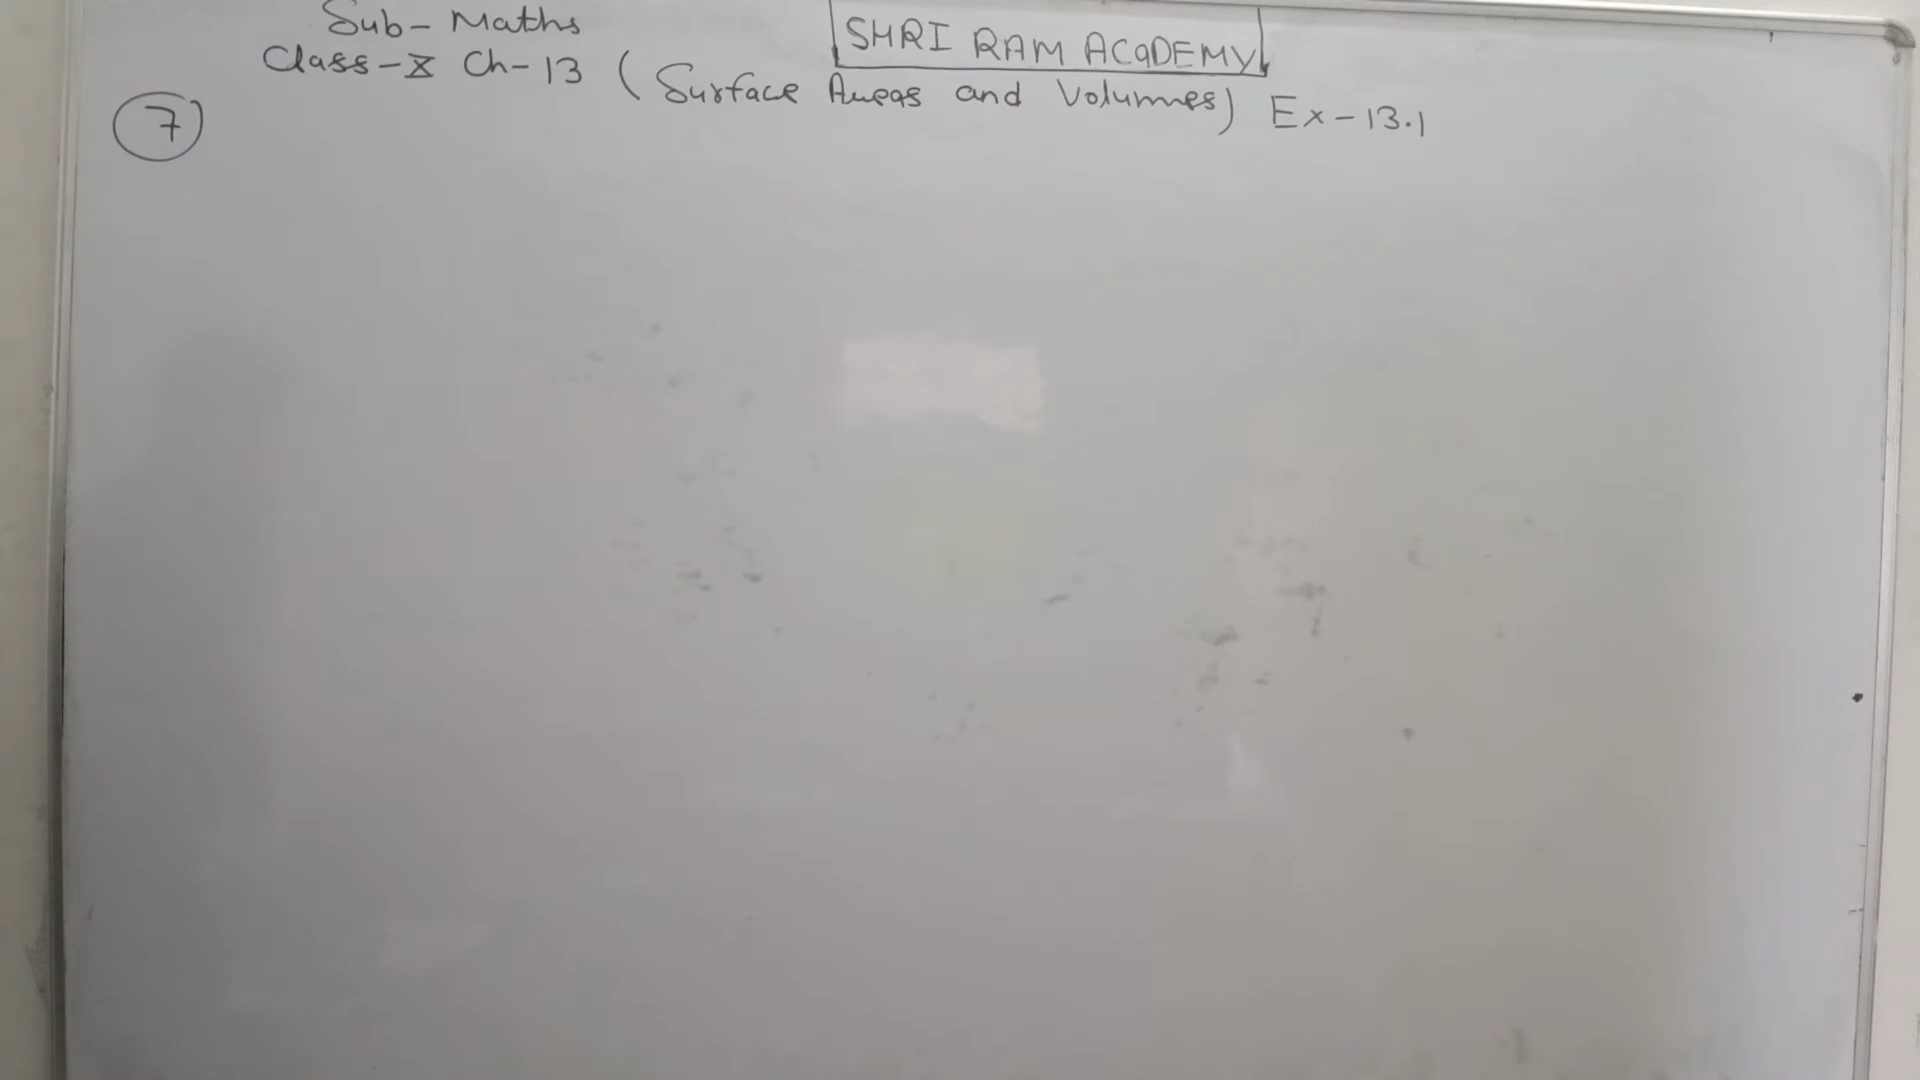 Sub- Maths
SHRI RAM ACADEMY
Class-X Ch-13 (Surface Areas and Volumes) Ex-13.1
7